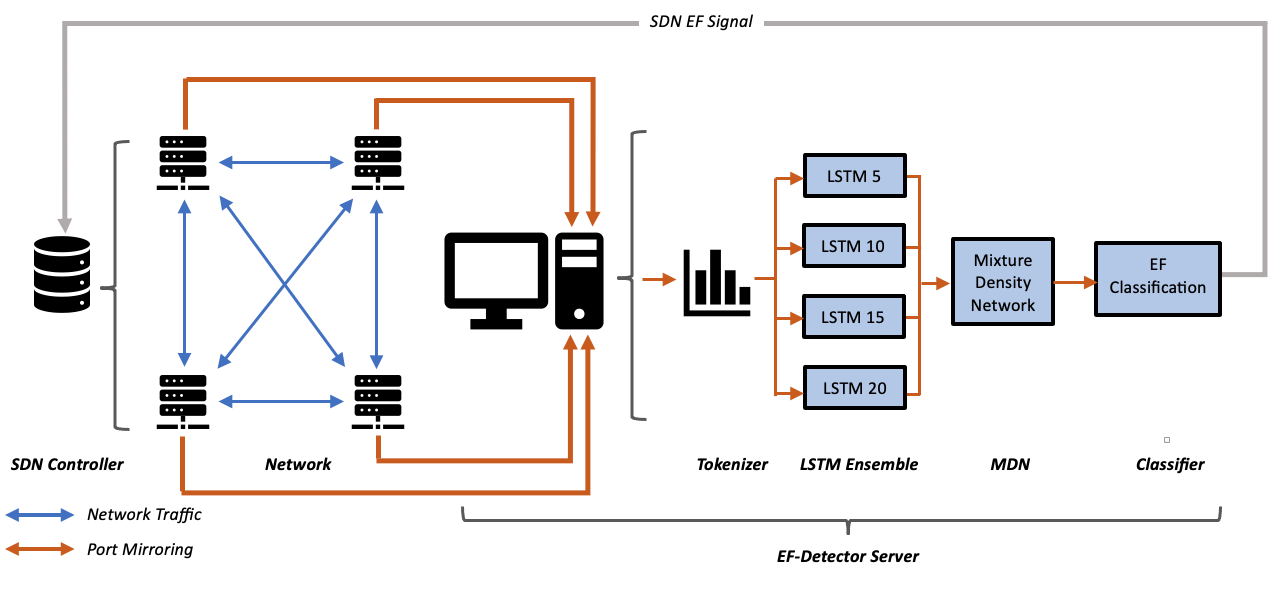 SDN EF Signal
LSTM 5
LSTM 10
LSTM 15
LSTM 20
Mixture
Density
Network
EF
Classification
SDN Controller
Network
Tokenizer
LSTM Ensemble
MDN
Classifier
Network Traffic
Port Mirroring
EF-Detector Server